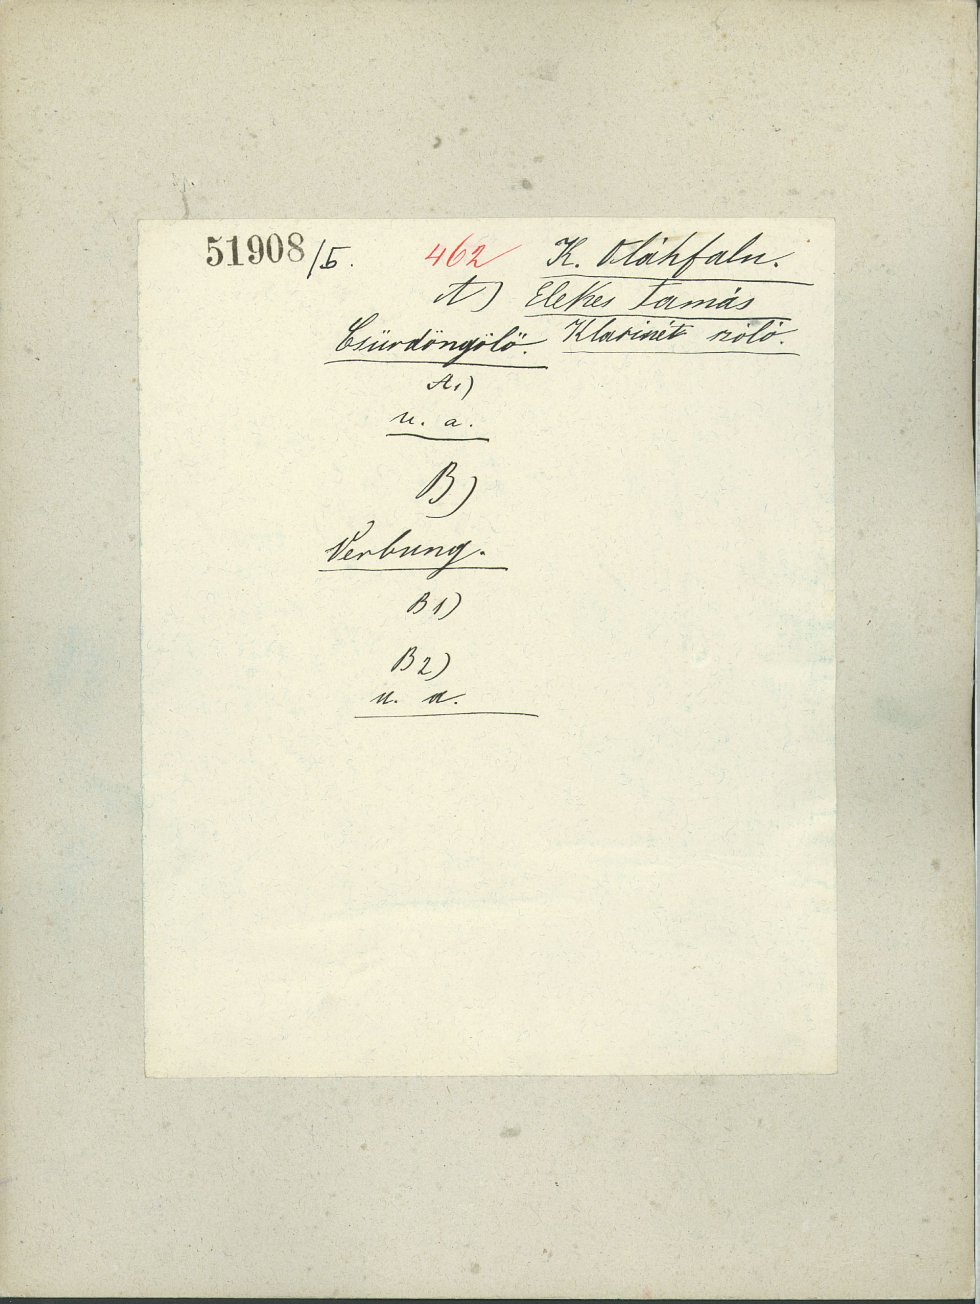 51908/5. 462 K. Oláhfalu.
A) Elekes Tamás
Csürdöngölö. Klarinét szóló.
A1)
u. a.
B)
Verbung.
B1)
B2)
u. a.